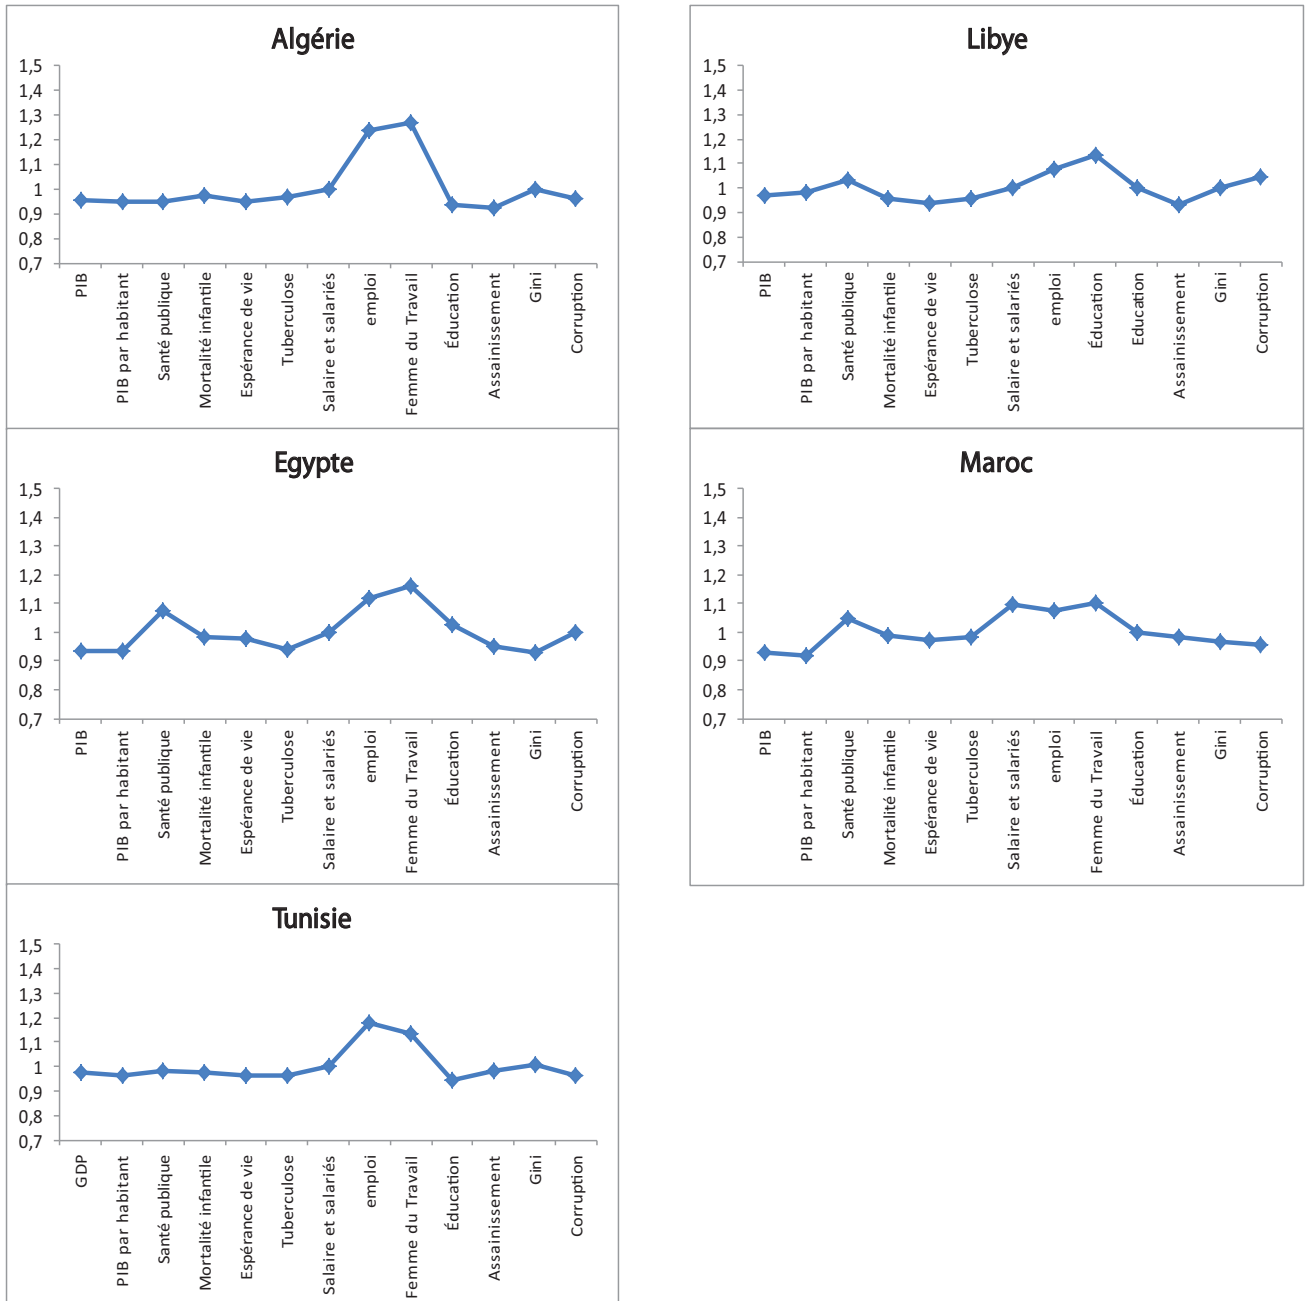 Algérie
1,5
1,4
1,3
1,2
1,1
1
0,9
0,8
0,7
PIB
PIB par habitant
Santé publique
Mortalité infantile
Espérance de vie
Tuberculose
Salaire et salariés
emploi
Femme du Travail
Éducation
Assainissement
Gini
Corruption
Libye
1,5
1,4
1,3
1,2
1,1
1
0,9
0,8
0,7
PIB
PIB par habitant
Santé publique
Mortalité infantile
Espérance de vie
Tuberculose
Salaire et salariés
emploi
Éducation
Education
Assainissement
Gini
Corruption
Egypte
1,5
1,4
1,3
1,2
1,1
1
0,9
0,8
0,7
PIB
PIB par habitant
Santé publique
Mortalité infantile
Espérance de vie
Tuberculose
Salaire et salariés
emploi
Femme du Travail
Éducation
Assainissement
Gini
Corruption
Maroc
1,5
1,4
1,3
1,2
1,1
1
0,9
0,8
0,7
PIB
PIB par habitant
Santé publique
Mortalité infantile
Espérance de vie
Tuberculose
Salaire et salariés
emploi
Femme du Travail
Éducation
Assainissement
Gini
Corruption
Tunisie
1,5
1,4
1,3
1,2
1,1
1
0,9
0,8
0,7
GDP
PIB par habitant
Santé publique
Mortalité infantile
Espérance de vie
Tuberculose
Salaire et salariés
emploi
Femme du Travail
Éducation
Assainissement
Gini
Corruption